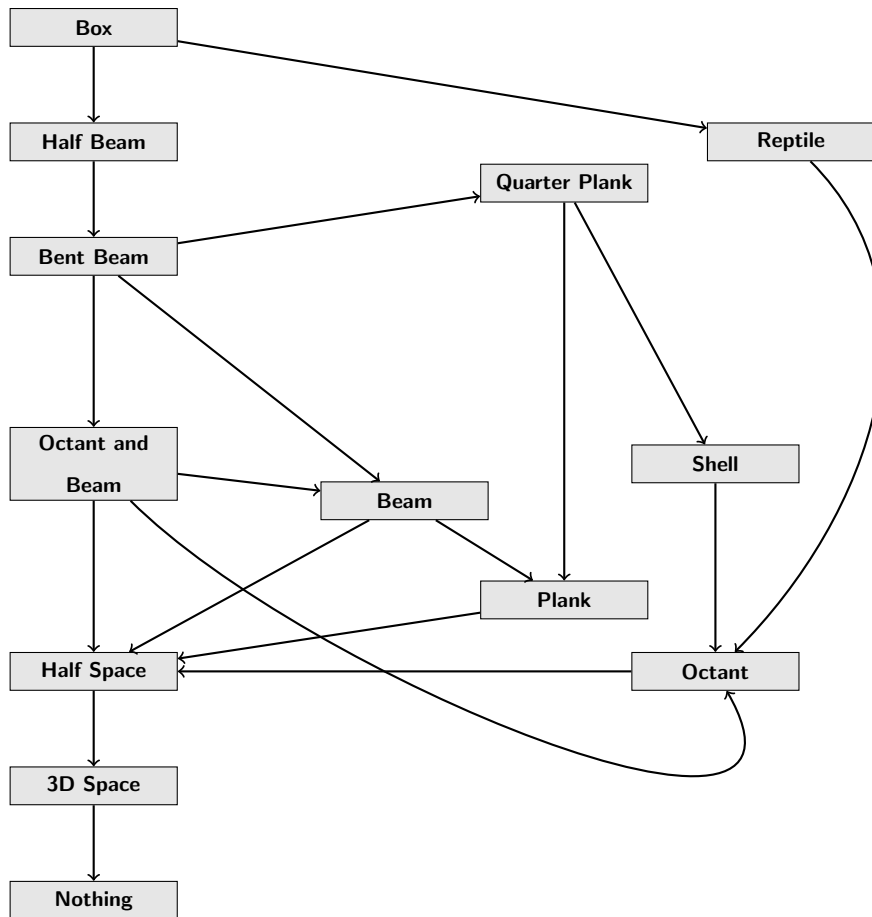 Box
Half Beam
Reptile
Quarter Plank
Bent Beam
Octant and
Beam
Shell
Beam
Plank
Half Space
Octant
3D Space
Nothing